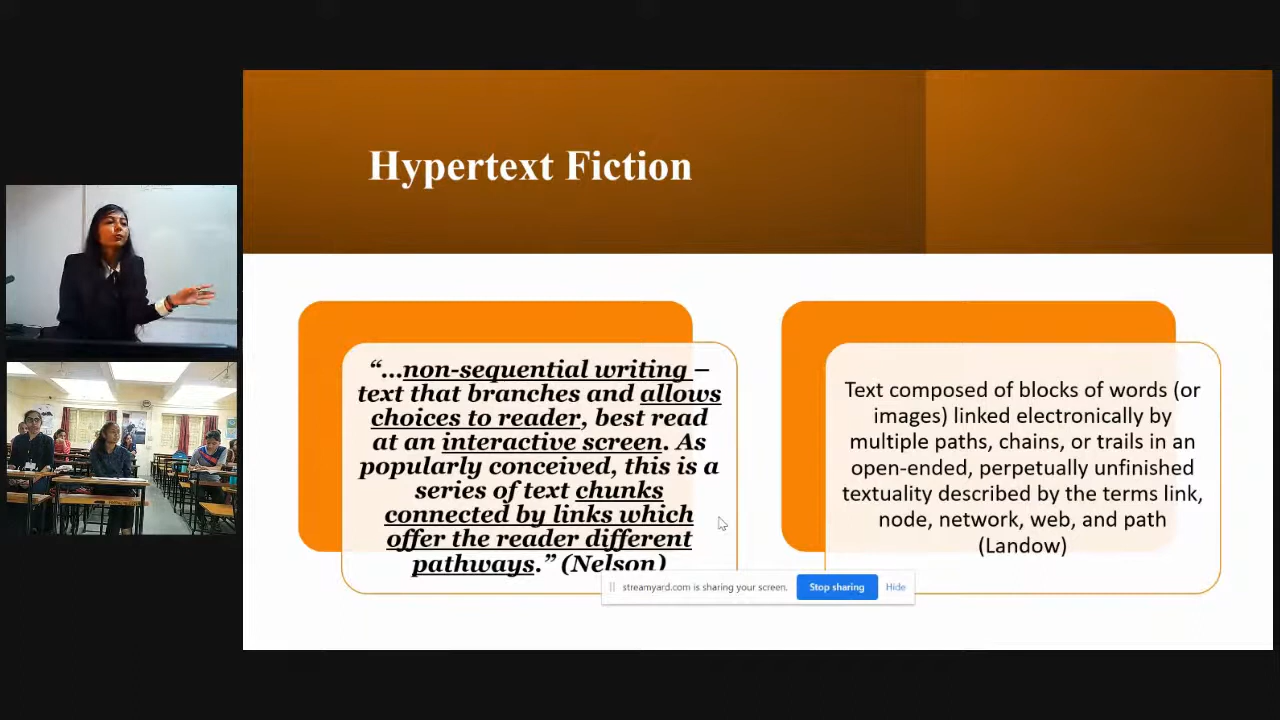 Hypertext Fiction
“...non-sequential writing –
text that branches and allows
choices to reader, best read
at an interactive screen. As
popularly conceived, this is a
series of text chunks
connected by links which
offer the reader different
pathways.” (Nelson)
Text composed of blocks of words (or
images) linked electronically by
multiple paths, chains, or trails in an
open-ended, perpetually unfinished
textuality described by the terms link,
node, network, web, and path
(Landow)
streamyard.com is sharing your screen. Stop sharing Hide